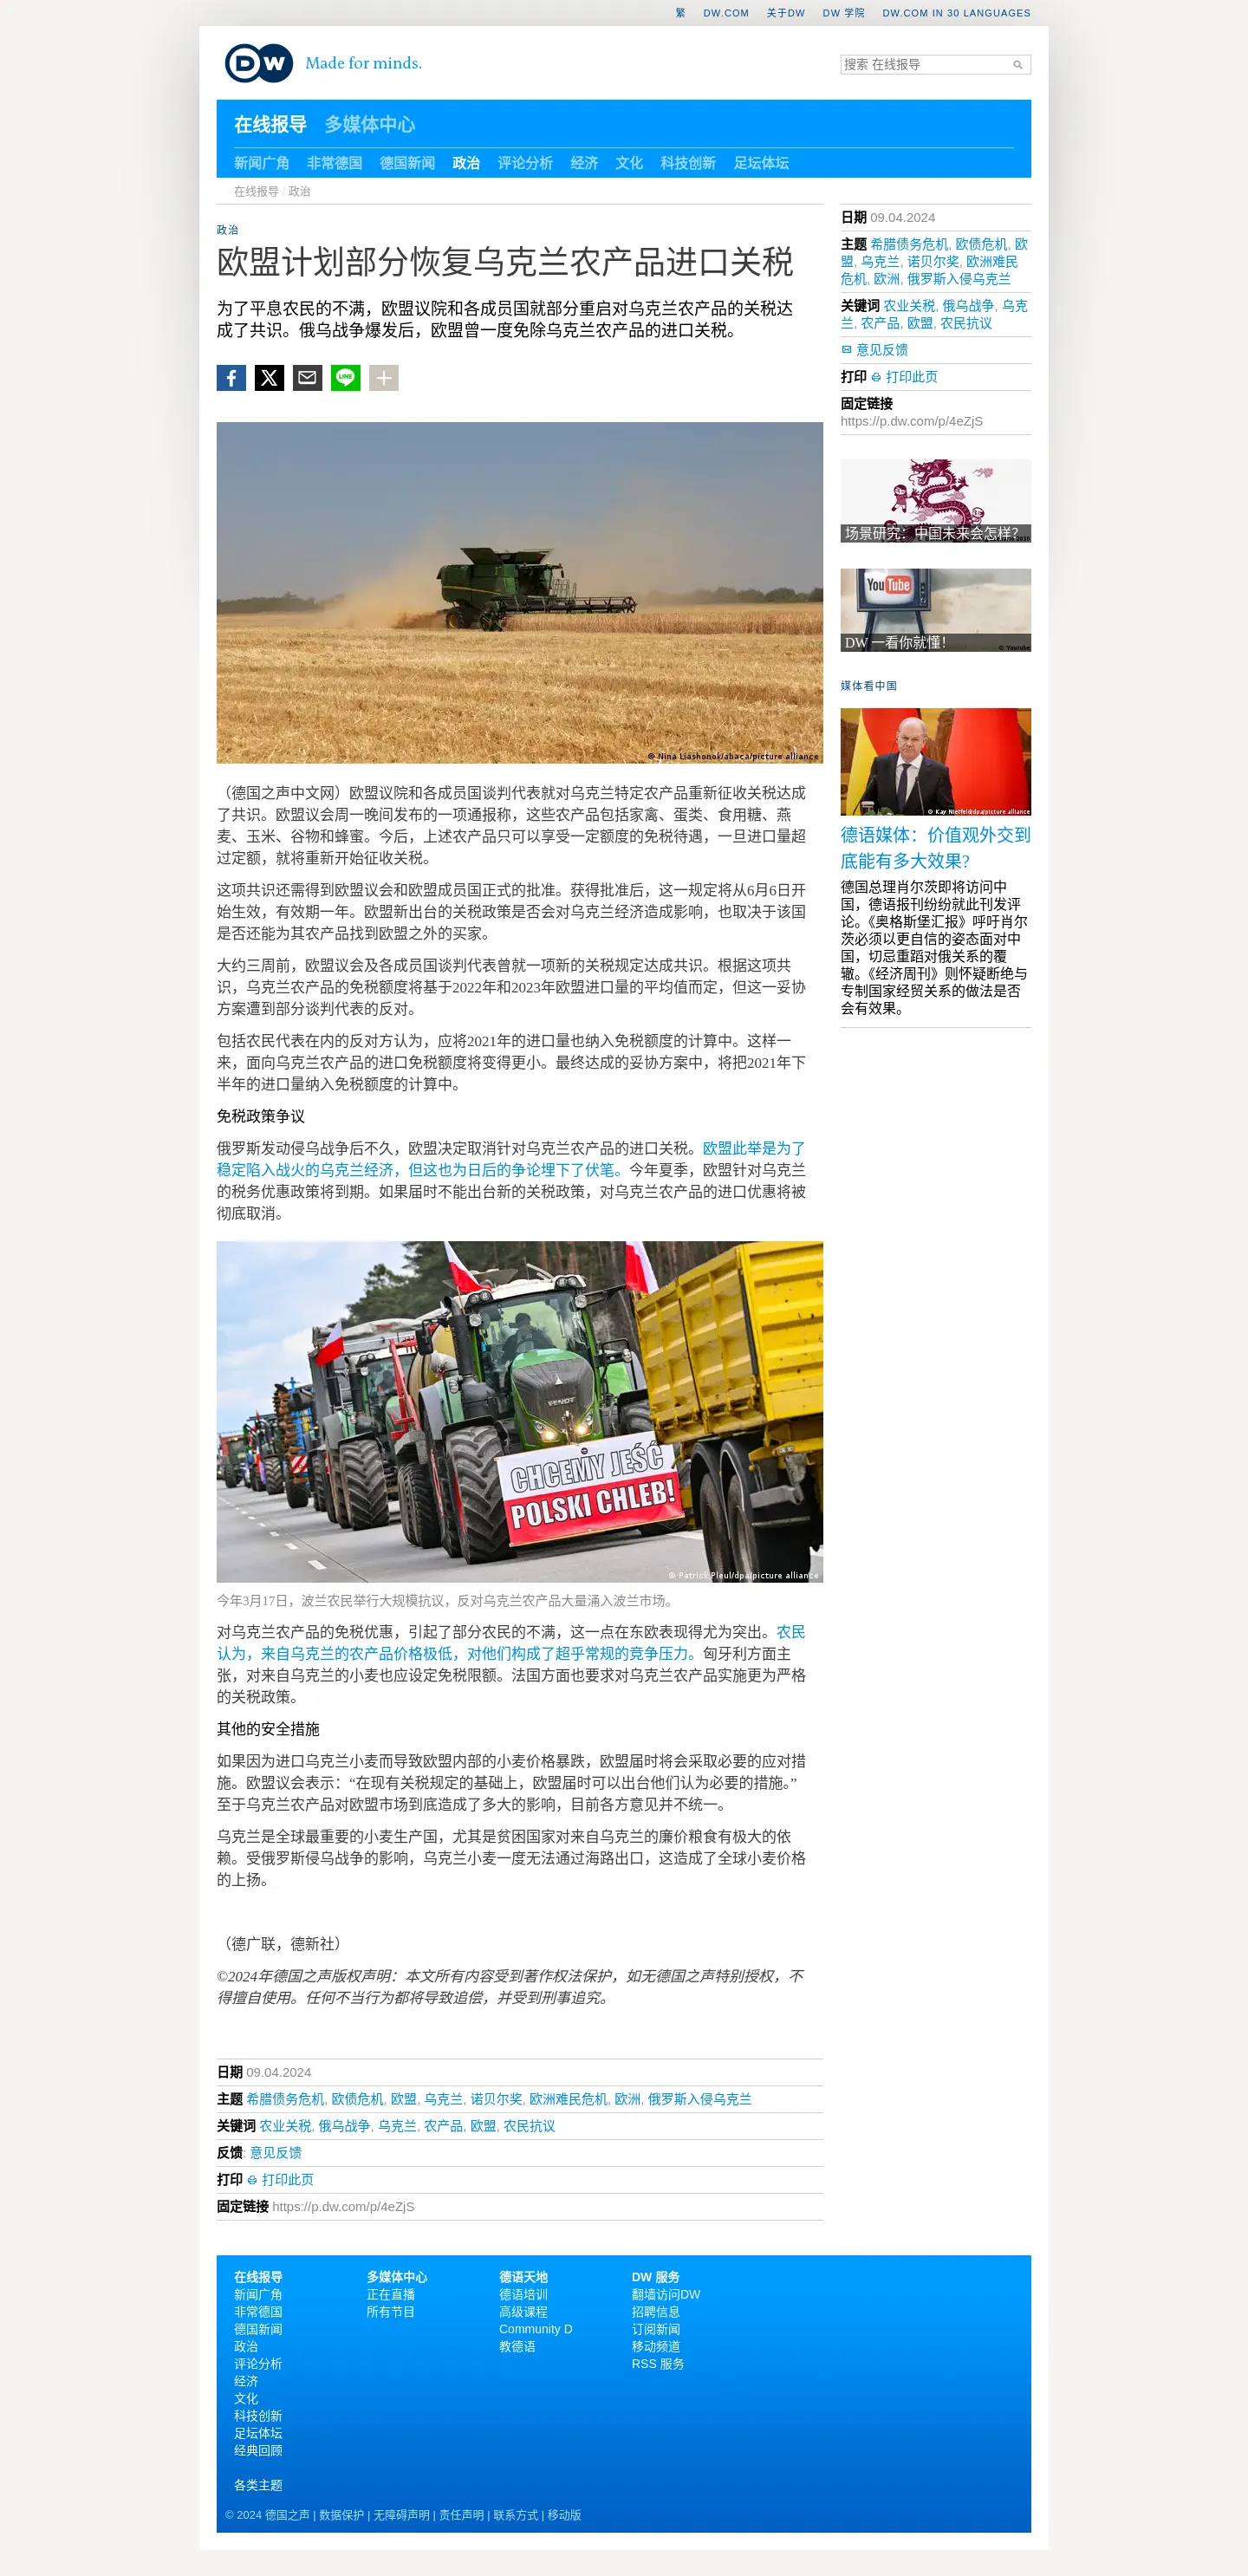 繁 DW.COM 关于DW DW 学院 DW.COM IN 30 LANGUAGES
DW Made for minds.
搜索 在线报导
在线报导 多媒体中心
新闻广角 非常德国 德国新闻 政治 评论分析 经济 文化 科技创新 足坛体坛
在线报导 / 政治
政治
欧盟计划部分恢复乌克兰农产品进口关税
为了平息农民的不满，欧盟议院和各成员国就部分重启对乌克兰农产品的关税达
成了共识。俄乌战争爆发后，欧盟曾一度免除乌克兰农产品的进口关税。
LINE
© Nina Liashonok/abaca/picture alliance
（德国之声中文网）欧盟议院和各成员国谈判代表就对乌克兰特定农产品重新征收关税达成
了共识。欧盟议会周一晚间发布的一项通报称，这些农产品包括家禽、蛋类、食用糖、燕
麦、玉米、谷物和蜂蜜。今后，上述农产品只可以享受一定额度的免税待遇，一旦进口量超
过定额，就将重新开始征收关税。
这项共识还需得到欧盟议会和欧盟成员国正式的批准。获得批准后，这一规定将从6月6日开
始生效，有效期一年。欧盟新出台的关税政策是否会对乌克兰经济造成影响，也取决于该国
是否还能为其农产品找到欧盟之外的买家。
大约三周前，欧盟议会及各成员国谈判代表曾就一项新的关税规定达成共识。根据这项共
识，乌克兰农产品的免税额度将基于2022年和2023年欧盟进口量的平均值而定，但这一妥协
方案遭到部分谈判代表的反对。
包括农民代表在内的反对方认为，应将2021年的进口量也纳入免税额度的计算中。这样一
来，面向乌克兰农产品的进口免税额度将变得更小。最终达成的妥协方案中，将把2021年下
半年的进口量纳入免税额度的计算中。
免税政策争议
俄罗斯发动侵乌战争后不久，欧盟决定取消针对乌克兰农产品的进口关税。欧盟此举是为了
稳定陷入战火的乌克兰经济，但这也为日后的争论埋下了伏笔。今年夏季，欧盟针对乌克兰
的税务优惠政策将到期。如果届时不能出台新的关税政策，对乌克兰农产品的进口优惠将被
彻底取消。
FENDT
CHCEMY JEŚĆ
POLSKI CHLEB!
© Patrick Pleul/dpa/picture alliance
今年3月17日，波兰农民举行大规模抗议，反对乌克兰农产品大量涌入波兰市场。
对乌克兰农产品的免税优惠，引起了部分农民的不满，这一点在东欧表现得尤为突出。农民
认为，来自乌克兰的农产品价格极低，对他们构成了超乎常规的竞争压力。匈牙利方面主
张，对来自乌克兰的小麦也应设定免税限额。法国方面也要求对乌克兰农产品实施更为严格
的关税政策。
其他的安全措施
如果因为进口乌克兰小麦而导致欧盟内部的小麦价格暴跌，欧盟届时将会采取必要的应对措
施。欧盟议会表示：“在现有关税规定的基础上，欧盟届时可以出台他们认为必要的措施。”
至于乌克兰农产品对欧盟市场到底造成了多大的影响，目前各方意见并不统一。
乌克兰是全球最重要的小麦生产国，尤其是贫困国家对来自乌克兰的廉价粮食有极大的依
赖。受俄罗斯侵乌战争的影响，乌克兰小麦一度无法通过海路出口，这造成了全球小麦价格
的上扬。
（德广联，德新社）
©2024年德国之声版权声明：本文所有内容受到著作权法保护，如无德国之声特别授权，不
得擅自使用。任何不当行为都将导致追偿，并受到刑事追究。
日期 09.04.2024
主题 希腊债务危机, 欧债危机, 欧盟, 乌克兰, 诺贝尔奖, 欧洲难民危机, 欧洲, 俄罗斯入侵乌克兰
关键词 农业关税, 俄乌战争, 乌克兰, 农产品, 欧盟, 农民抗议
反馈: 意见反馈
打印 打印此页
固定链接 https://p.dw.com/p/4eZjS
日期 09.04.2024
主题 希腊债务危机, 欧债危机, 欧
盟, 乌克兰, 诺贝尔奖, 欧洲难民
危机, 欧洲, 俄罗斯入侵乌克兰
关键词 农业关税, 俄乌战争, 乌克
兰, 农产品, 欧盟, 农民抗议
意见反馈
打印 打印此页
固定链接
https://p.dw.com/p/4eZjS
场景研究：中国未来会怎样？
YouTube
DW 一看你就懂！
© Youtube
媒体看中国
© Kay Nietfeld/dpa/picture alliance
德语媒体：价值观外交到
底能有多大效果?
德国总理肖尔茨即将访问中
国，德语报刊纷纷就此刊发评
论。《奥格斯堡汇报》呼吁肖尔
茨必须以更自信的姿态面对中
国，切忌重蹈对俄关系的覆
辙。《经济周刊》则怀疑断绝与
专制国家经贸关系的做法是否
会有效果。
在线报导
新闻广角
非常德国
德国新闻
政治
评论分析
经济
文化
科技创新
足坛体坛
经典回顾
各类主题
多媒体中心
正在直播
所有节目
德语天地
德语培训
高级课程
Community D
教德语
DW 服务
翻墙访问DW
招聘信息
订阅新闻
移动频道
RSS 服务
© 2024 德国之声 | 数据保护 | 无障碍声明 | 责任声明 | 联系方式 | 移动版